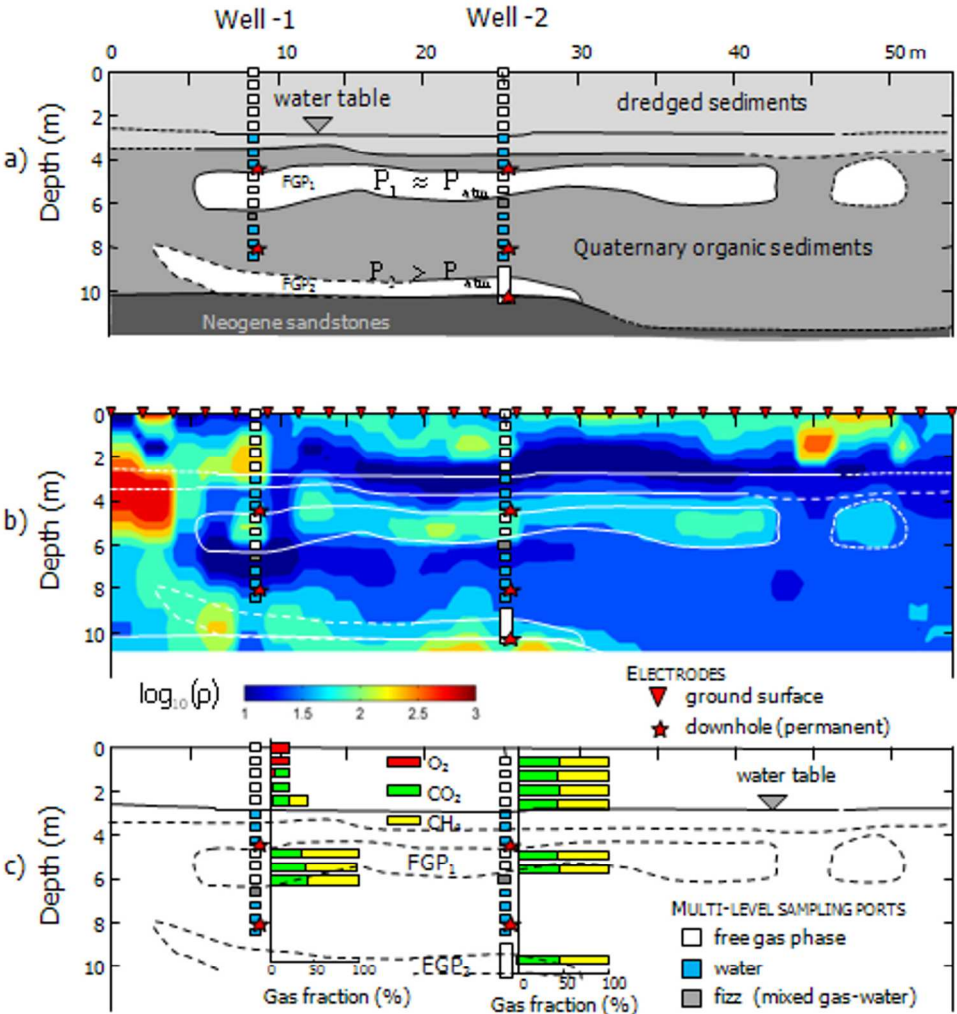 Well -1
Well -2
0 10 20 30 40 50 m
a)
Depth (m)
0
2
4
6
8
10
water table
dredged sediments
FGP1
P1 ≈ Patm
Quaternary organic sediments
FGP2
P2 > Patm
Neogene sandstones
b)
Depth (m)
0
2
4
6
8
10
log10(ρ)
1 1.5 2 2.5 3
ELECTRODES
ground surface
downhole (permanent)
c)
Depth (m)
0
2
4
6
8
10
O2
CO2
CH4
water table
FGP1
FGP2
MULTI-LEVEL SAMPLING PORTS
free gas phase
water
fizz (mixed gas-water)
0 50 100
Gas fraction (%)
0 50 100
Gas fraction (%)